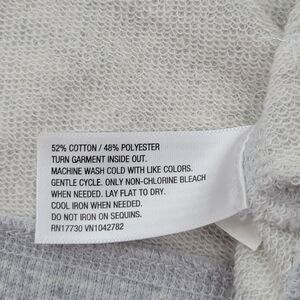 52% COTTON / 48% POLYESTER
TURN GARMENT INSIDE OUT.
MACHINE WASH COLD WITH LIKE COLORS.
GENTLE CYCLE. ONLY NON-CHLORINE BLEACH
WHEN NEEDED. LAY FLAT TO DRY.
COOL IRON WHEN NEEDED.
DO NOT IRON ON SEQUINS.
RN17730 VN1042782